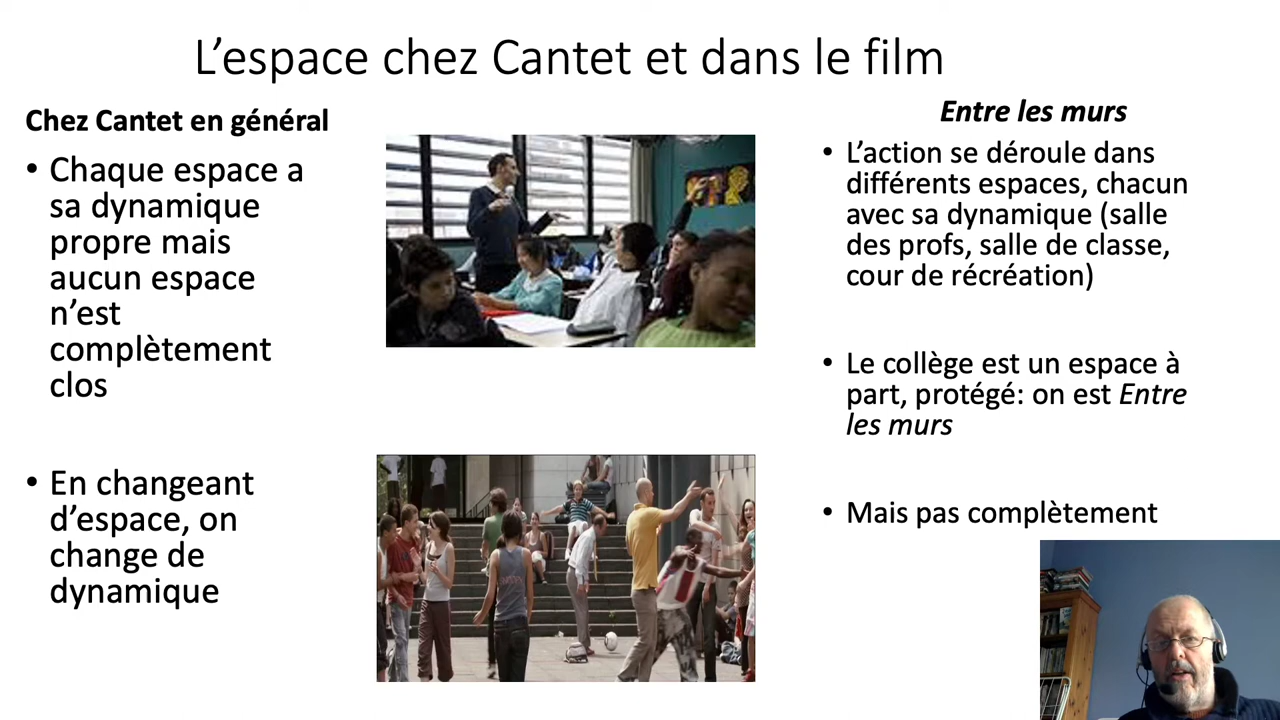 L’espace chez Cantet et dans le film
Chez Cantet en général
• Chaque espace a
sa dynamique
propre mais
aucun espace
n’est
complètement
clos
• En changeant
d’espace, on
change de
dynamique
Entre les murs
• L’action se déroule dans
différents espaces, chacun
avec sa dynamique (salle
des profs, salle de classe,
cour de récréation)
• Le collège est un espace à
part, protégé: on est Entre
les murs
• Mais pas complètement